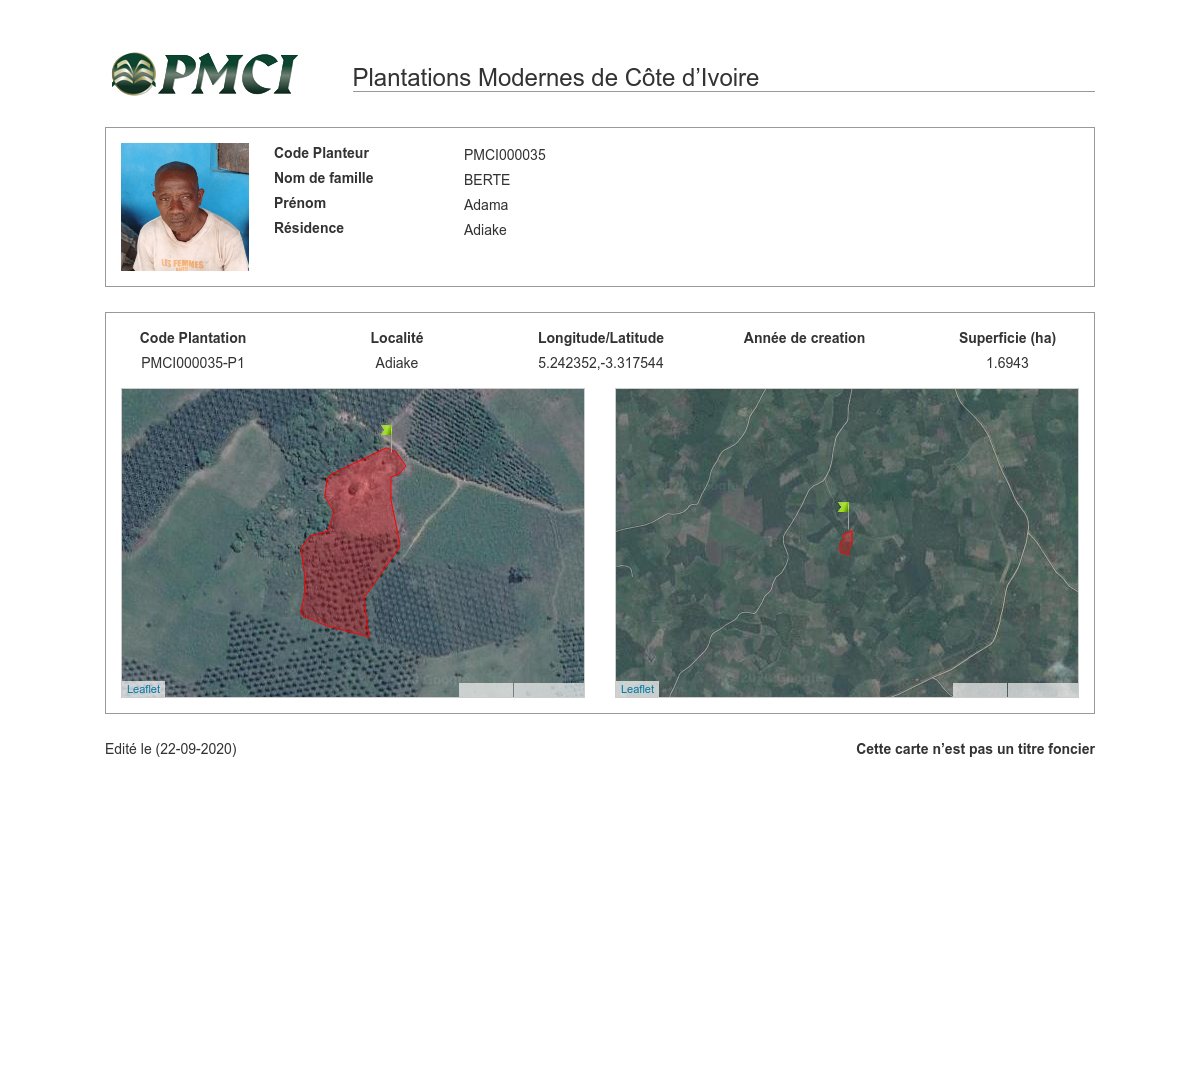 PMCI
Plantations Modernes de Côte d’Ivoire
Code Planteur PMCI000035
Nom de famille BERTE
Prénom Adama
Résidence Adiake
LES FEMMES
Code Plantation Localité Longitude/Latitude Année de creation Superficie (ha)
PMCI000035-P1 Adiake 5.242352,-3.317544 1.6943
Leaflet Leaflet
Edité le (22-09-2020) Cette carte n’est pas un titre foncier